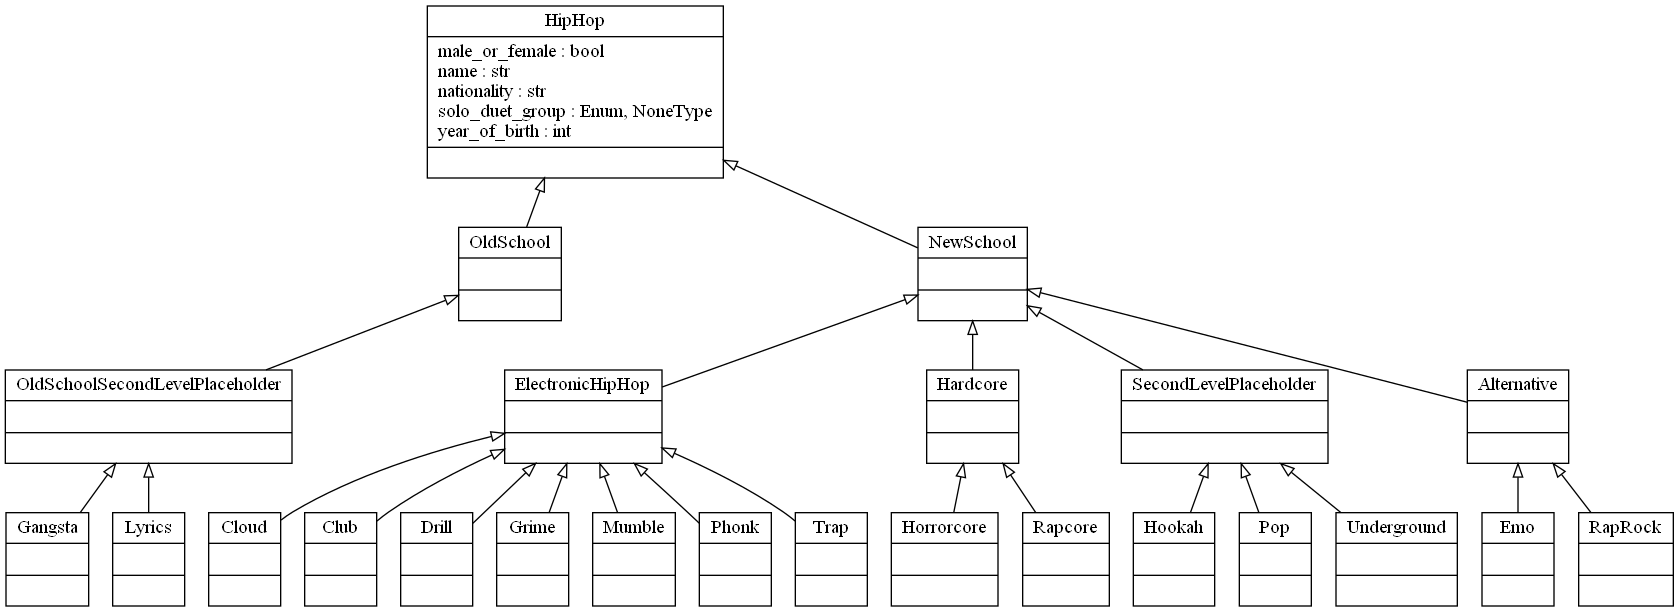 HipHop
male_or_female : bool
name : str
nationality : str
solo_duet_group : Enum, NoneType
year_of_birth : int
OldSchool
NewSchool
OldSchoolSecondLevelPlaceholder
ElectronicHipHop
Hardcore
SecondLevelPlaceholder
Alternative
Gangsta
Lyrics
Cloud
Club
Drill
Grime
Mumble
Phonk
Trap
Horrorcore
Rapcore
Hookah
Pop
Underground
Emo
RapRock